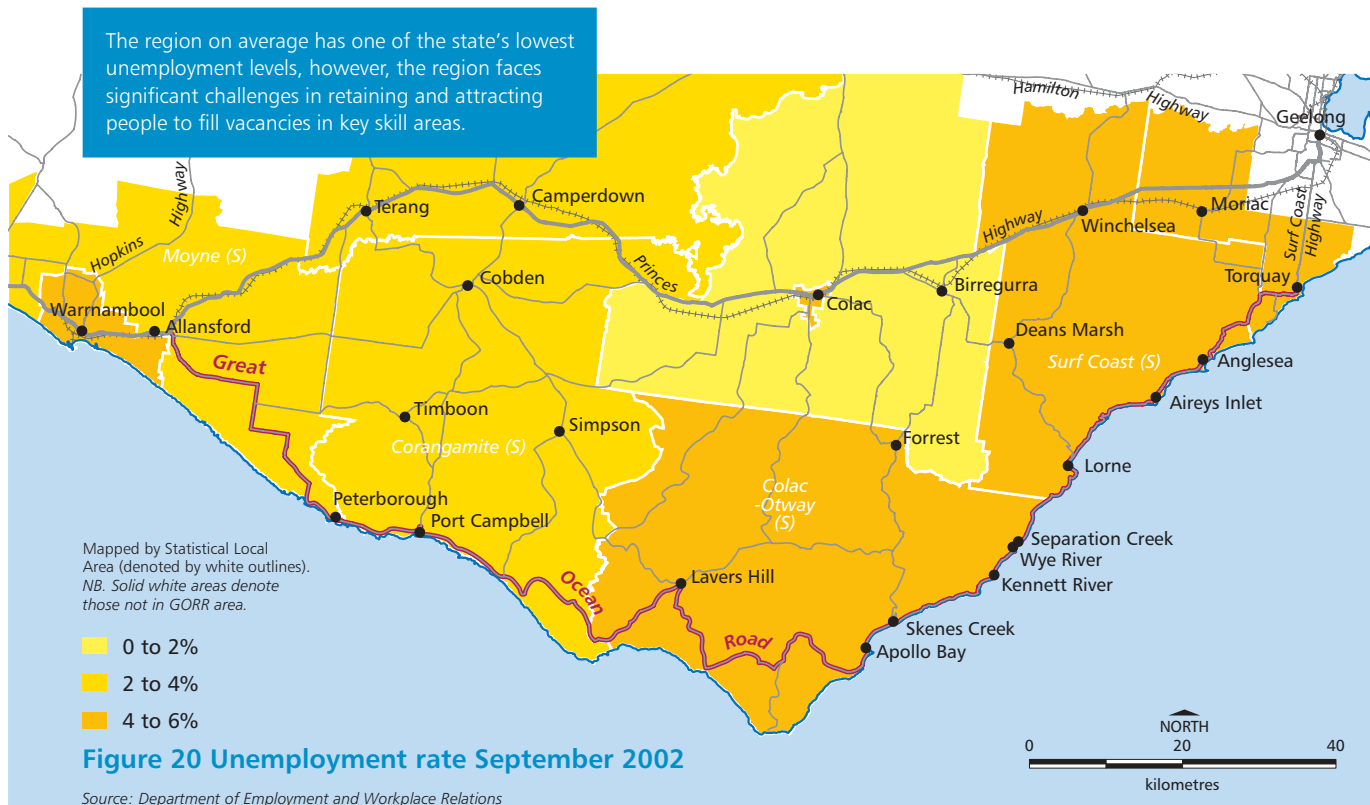 The region on average has one of the state's lowest
unemployment levels, however, the region faces
significant challenges in retaining and attracting
people to fill vacancies in key skill areas.
Hamilton
Highway
Geelong
Hopkins
Highway
Terang
Camperdown
Highway
Winchelsea
Moriac
Surf Coast
Highway
Moyne (S)
Princes
Cobden
Colac
Birregurra
Torquay
Warrnambool
Allansford
Deans Marsh
Surf Coast (S)
Anglesea
Great
Aireys Inlet
Timboon
Simpson
Corangamite (S)
Forrest
Lorne
Colac
-Otway
(S)
Peterborough
Port Campbell
Separation Creek
Wye River
Kennett River
Lavers Hill
Ocean
Road
Skenes Creek
Apollo Bay
Mapped by Statistical Local
Area (denoted by white outlines).
NB. Solid white areas denote
those not in GORR area.
0 to 2%
2 to 4%
4 to 6%
NORTH
0 20 40
kilometres
Figure 20 Unemployment rate September 2002
Source: Department of Employment and Workplace Relations